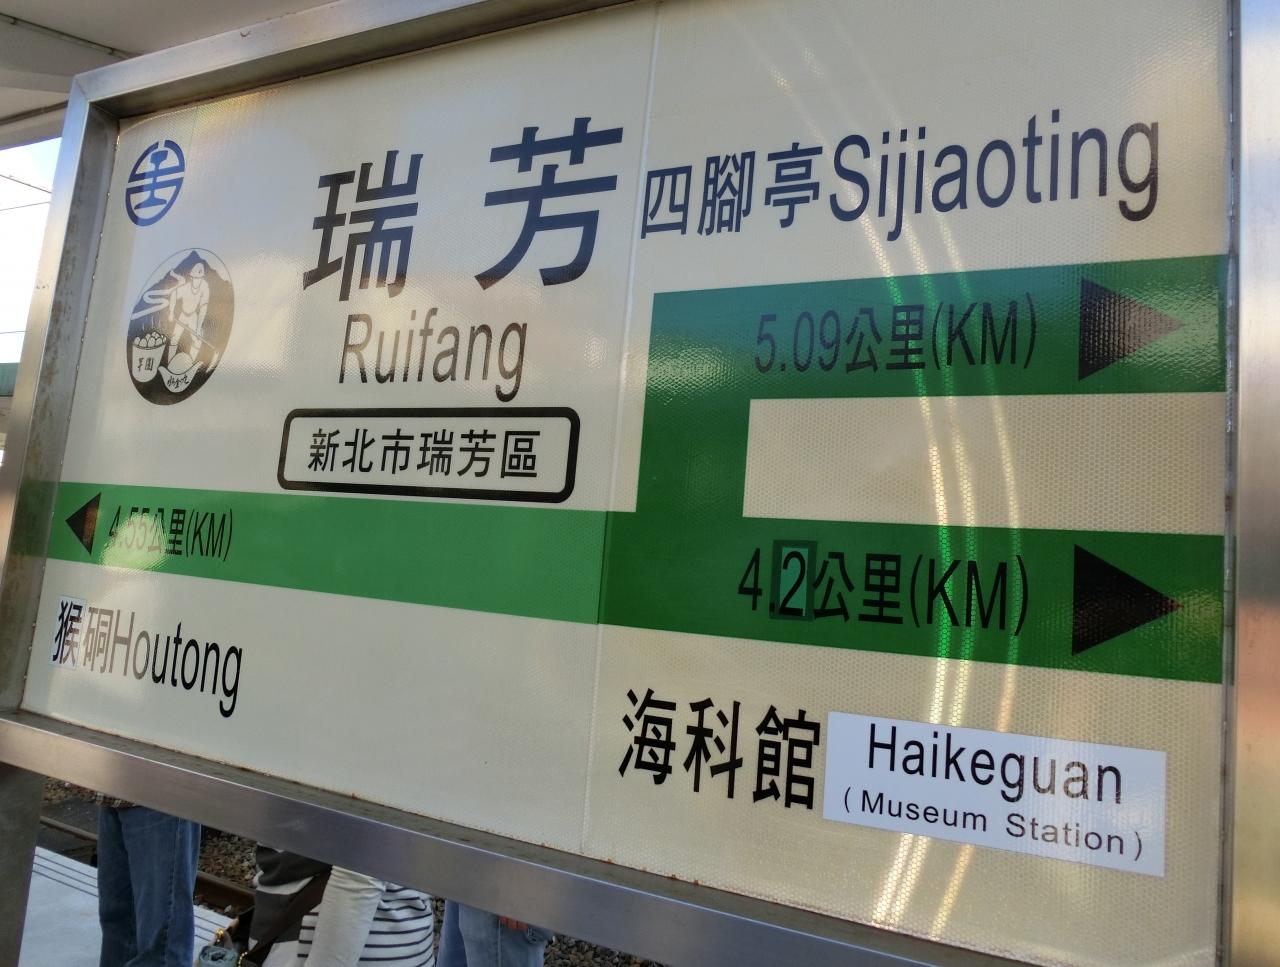 瑞芳
Ruifang
新北市瑞芳區
四腳亭Sijiaoting
5.09公里(KM)
4.55公里(KM)
4.2公里(KM)
猴硐Houtong
海科館 Haikeguan
(Museum Station)